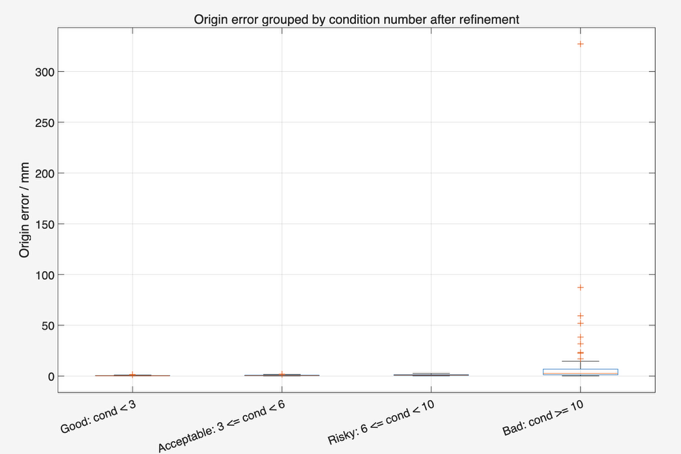 Origin error grouped by condition number after refinement
Origin error / mm
300
250
200
150
100
50
0
Good: cond < 3
Acceptable: 3 <= cond < 6
Risky: 6 <= cond < 10
Bad: cond >= 10